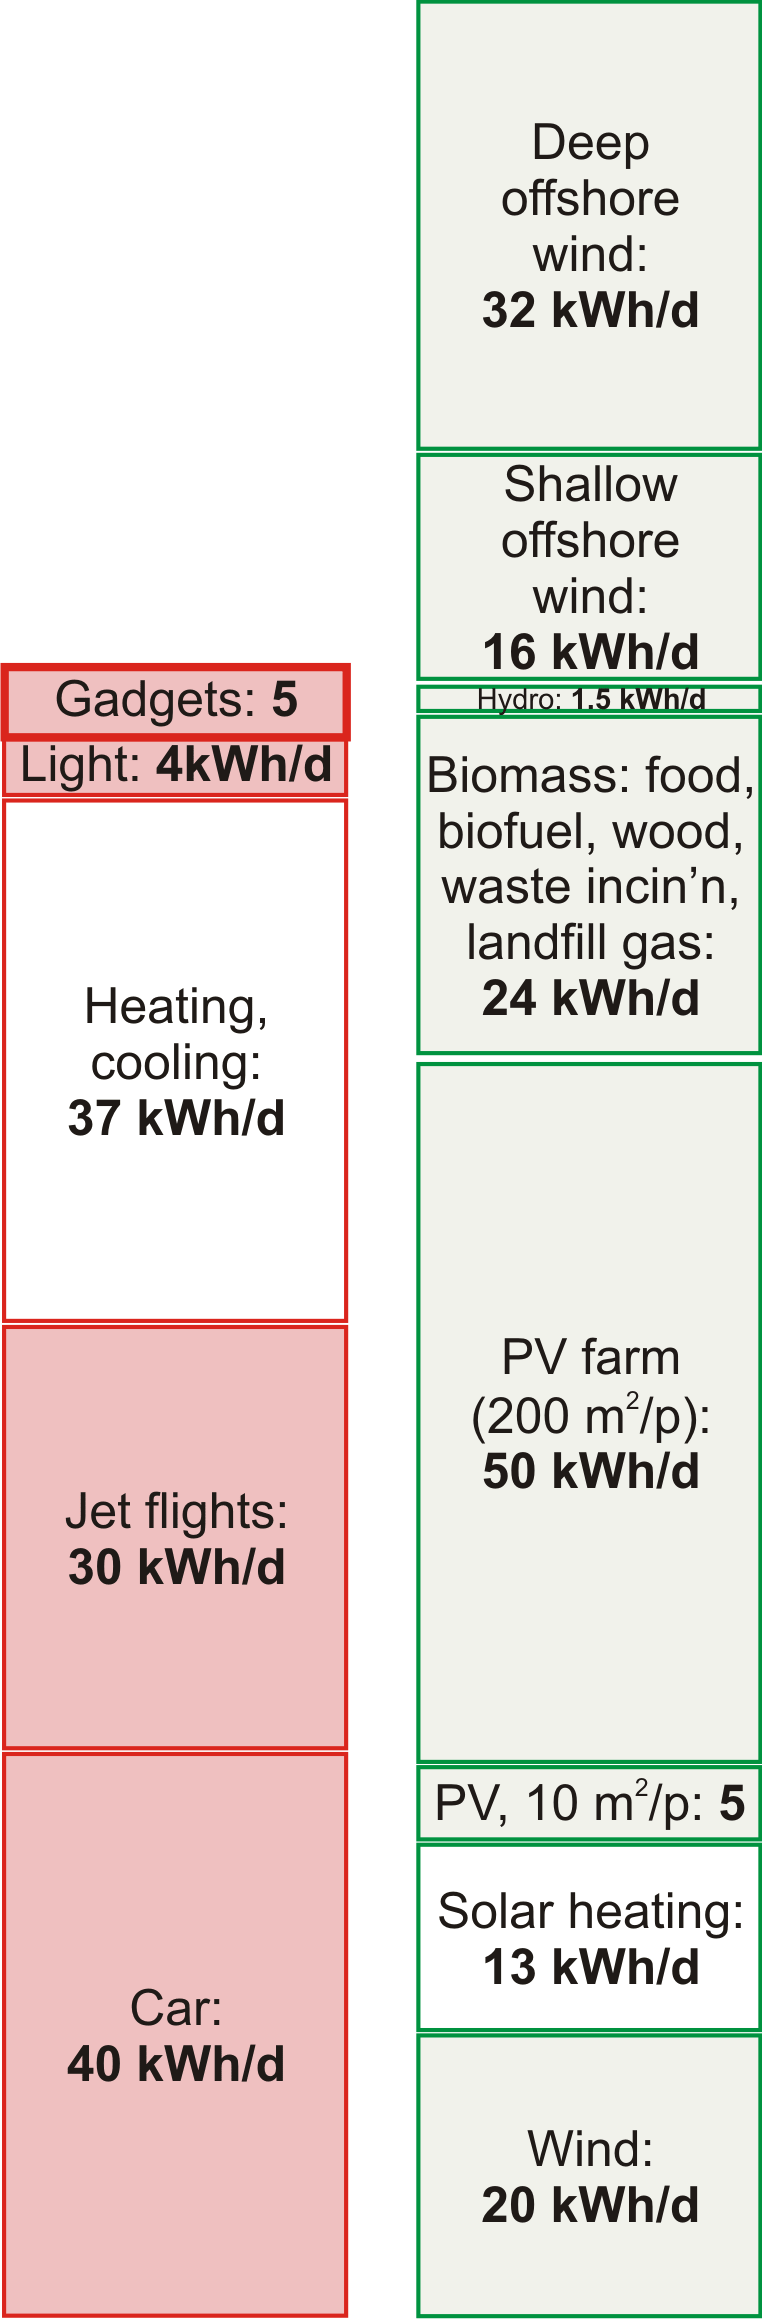 Gadgets: 5
Light: 4kWh/d
Heating,
cooling:
37 kWh/d
Jet flights:
30 kWh/d
Car:
40 kWh/d
Deep
offshore
wind:
32 kWh/d
Shallow
offshore
wind:
16 kWh/d
Hydro: 1.5 kWh/d
Biomass: food,
biofuel, wood,
waste incin’n,
landfill gas:
24 kWh/d
PV farm
(200 m²/p):
50 kWh/d
PV, 10 m²/p: 5
Solar heating:
13 kWh/d
Wind:
20 kWh/d